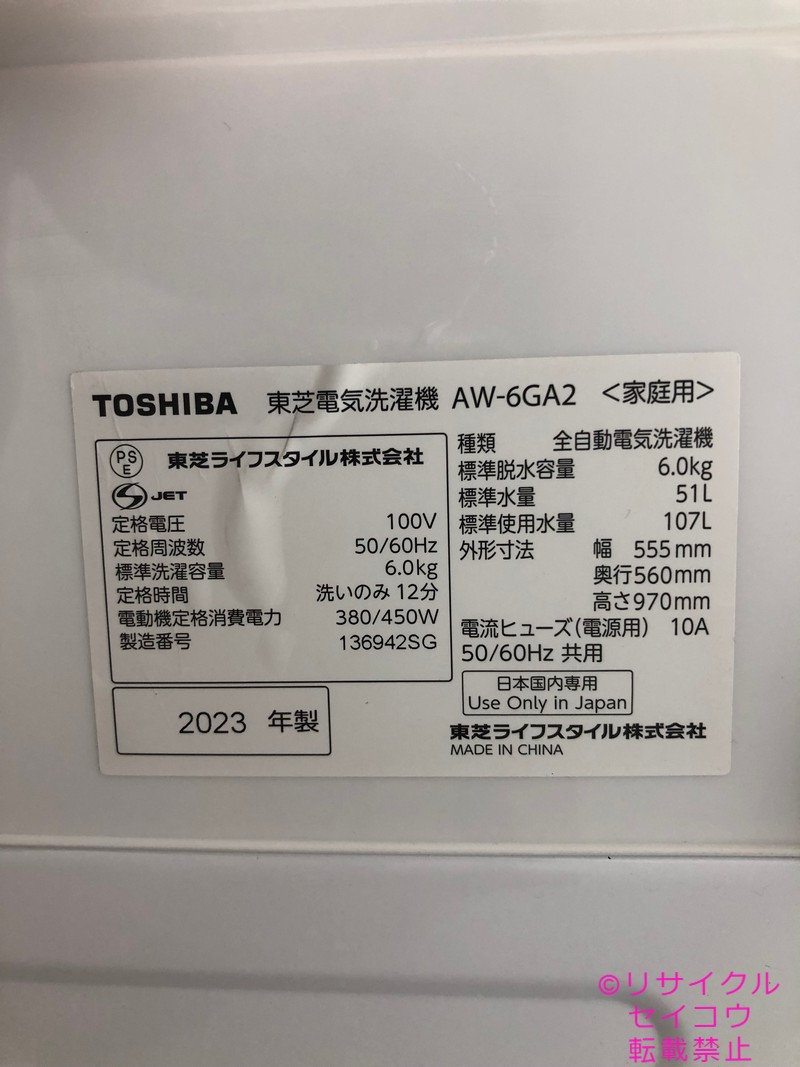 TOSHIBA 東芝電気洗濯機 AW-6GA2 <家庭用>
PS
E
東芝ライフスタイル株式会社
S JET
定格電圧 100V
定格周波数 50/60Hz
標準洗濯容量 6.0kg
定格時間 洗いのみ 12分
電動機定格消費電力 380/450W
製造番号 136942SG
2023 年製
種類 全自動電気洗濯機
標準脱水容量 6.0kg
標準水量 51L
標準使用水量 107L
外形寸法 幅 555mm
奥行560mm
高さ970mm
電流ヒューズ(電源用) 10A
50/60Hz 共用
日本国内専用
Use Only in Japan
東芝ライフスタイル株式会社
MADE IN CHINA
©リサイクル
セイコウ
転載禁止